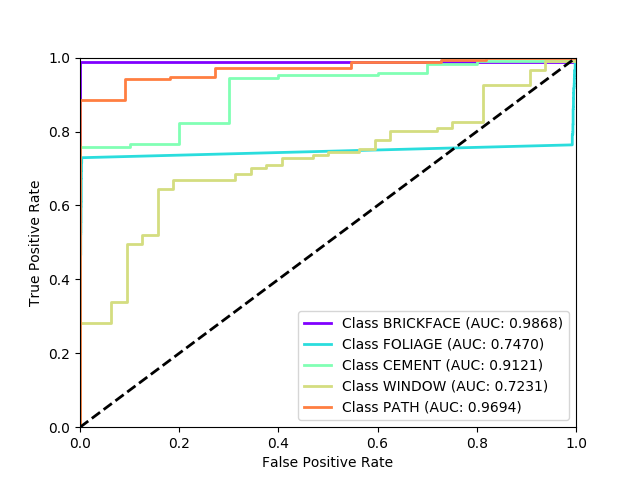 1.0
0.8
0.6
0.4
0.2
0.0
True Positive Rate
Class BRICKFACE (AUC: 0.9868)
Class FOLIAGE (AUC: 0.7470)
Class CEMENT (AUC: 0.9121)
Class WINDOW (AUC: 0.7231)
Class PATH (AUC: 0.9694)
0.0 0.2 0.4 0.6 0.8 1.0
False Positive Rate